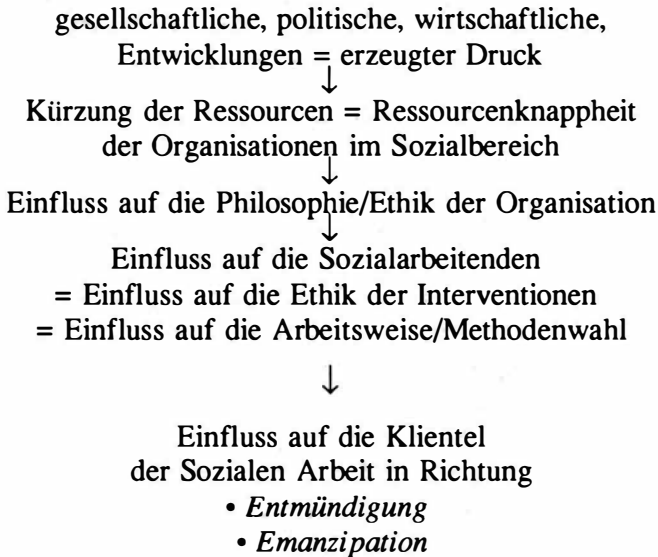 gesellschaftliche, politische, wirtschaftliche,
Entwicklungen = erzeugter Druck
↓
Kürzung der Ressourcen = Ressourcenknappheit
der Organisationen im Sozialbereich
↓
Einfluss auf die Philosophie/Ethik der Organisation
↓
Einfluss auf die Sozialarbeitenden
= Einfluss auf die Ethik der Interventionen
= Einfluss auf die Arbeitsweise/Methodenwahl
↓
Einfluss auf die Klientel
der Sozialen Arbeit in Richtung
• Entmündigung
• Emanzipation